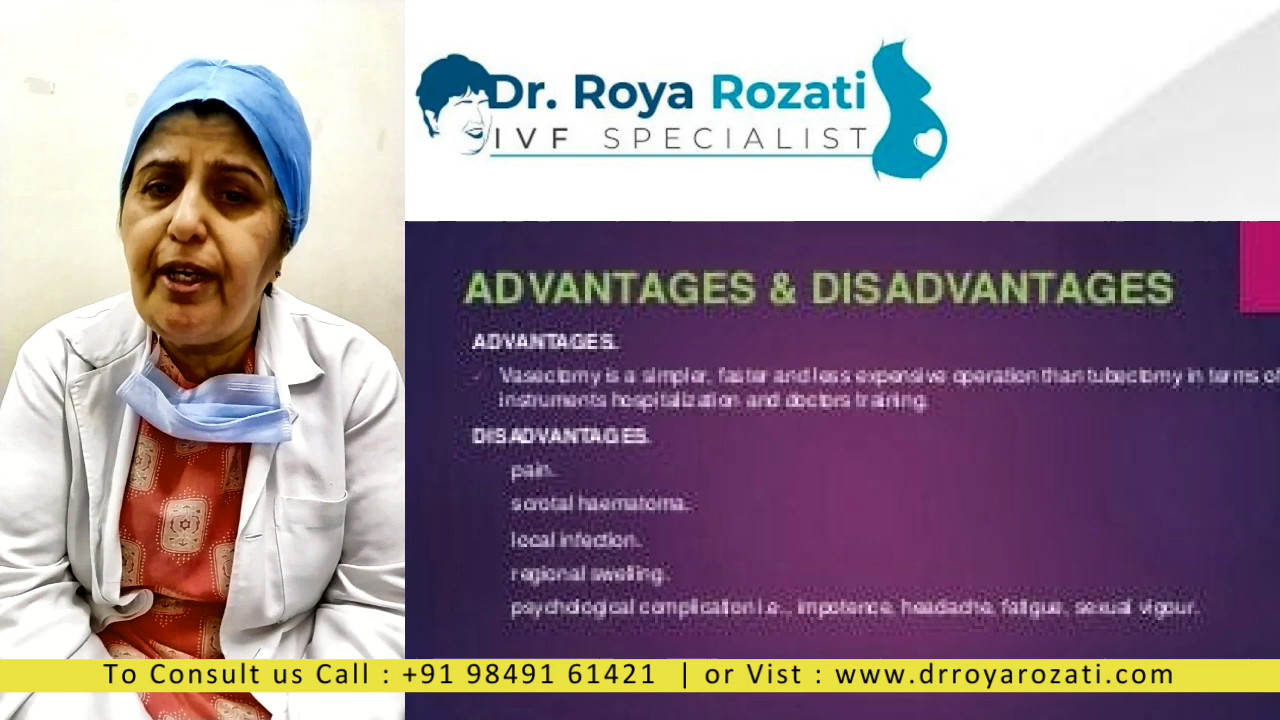 Dr. Roya Rozati
IVF SPECIALIST
ADVANTAGES & DISADVANTAGES
ADVANTAGES.
- Vasectomy is a simpler, faster and less expensive operation than tubectomy in terms of
instruments hospitalization and doctors training.
DISADVANTAGES.
pain.
scrotal haematoma.
local infection.
regional swelling.
psychological complication i.e., impotence, headache, fatigue, sexual vigour.
To Consult us Call : +91 98491 61421 | or Vist : www.drroyarozati.com